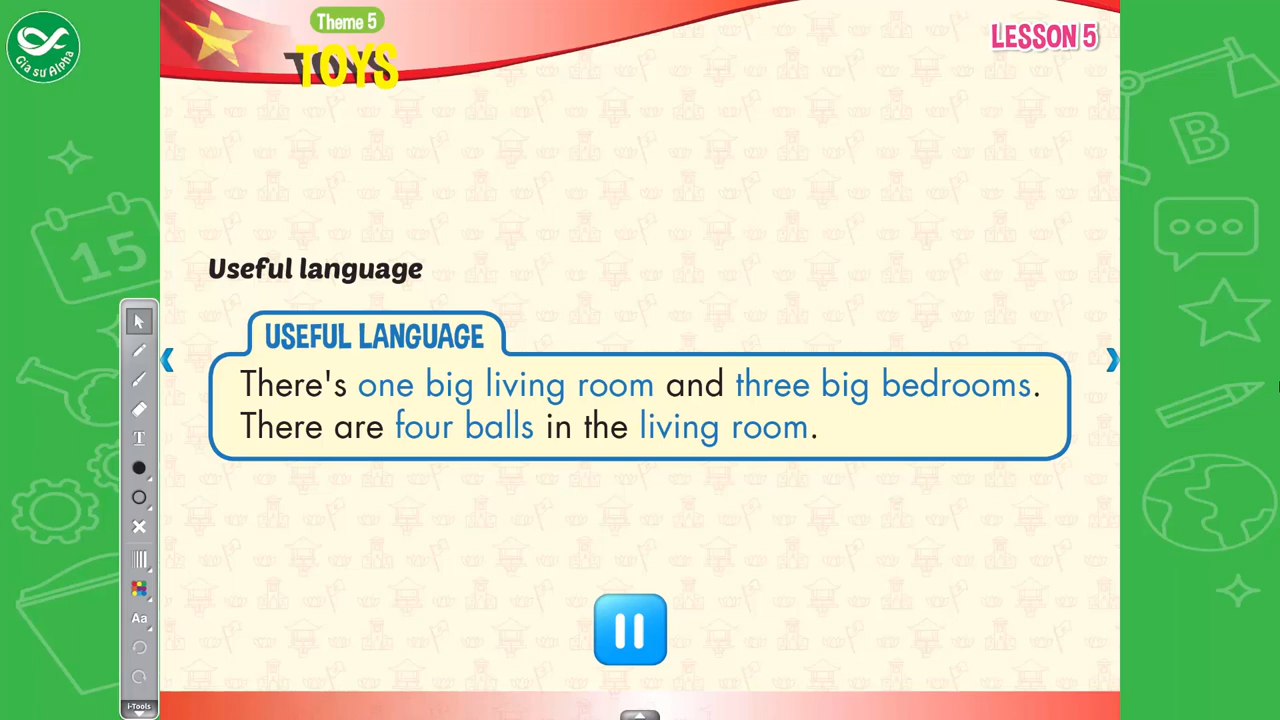 Theme 5
TOYS
LESSON 5
Gia sư Alpha
15
B
Useful language
USEFUL LANGUAGE
There's one big living room and three big bedrooms.
There are four balls in the living room.
T
Aa
i-Tools